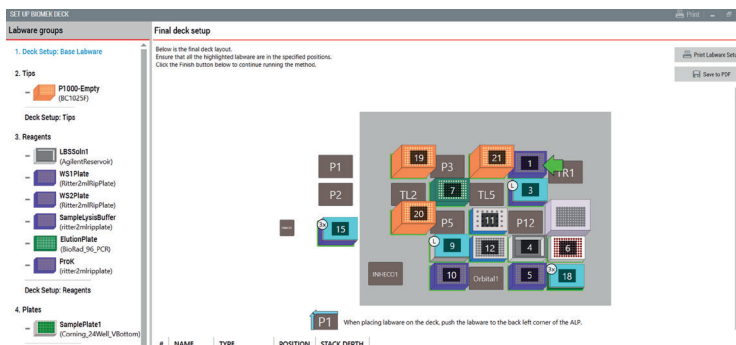 SET UP BIOMEK DECK
Print
Labware groups
Final deck setup
1. Deck Setup: Base Labware
2. Tips
P1000-Empty
(BC1025F)
Deck Setup: Tips
3. Reagents
LBSSoln1
(AgilentReservoir)
WS1Plate
(Ritter2mlRipPlate)
WS2Plate
(Ritter2mlRipPlate)
SampleLysisBuffer
(ritter2mlripplate)
ElutionPlate
(BioRad_96_PCR)
ProK
(ritter2mlripplate)
Deck Setup: Reagents
4. Plates
SamplePlate1
(Corning_24Well_VBottom)
Below is the final deck layout.
Ensure that all the highlighted labware are in the specified positions.
Click the Finish button below to continue running the method.
Print Labware Setu
Save to PDF
P1
19
P3
21
1
TR1
P2
TL2
7
TL5
L
3
3x
15
20
P5
11
P12
L
9
12
4
6
INHECO1
10
Orbital1
5
3x
18
P1
When placing labware on the deck, push the labware to the back left corner of the ALP.
# NAME TYPE POSITION STACK DEPTH